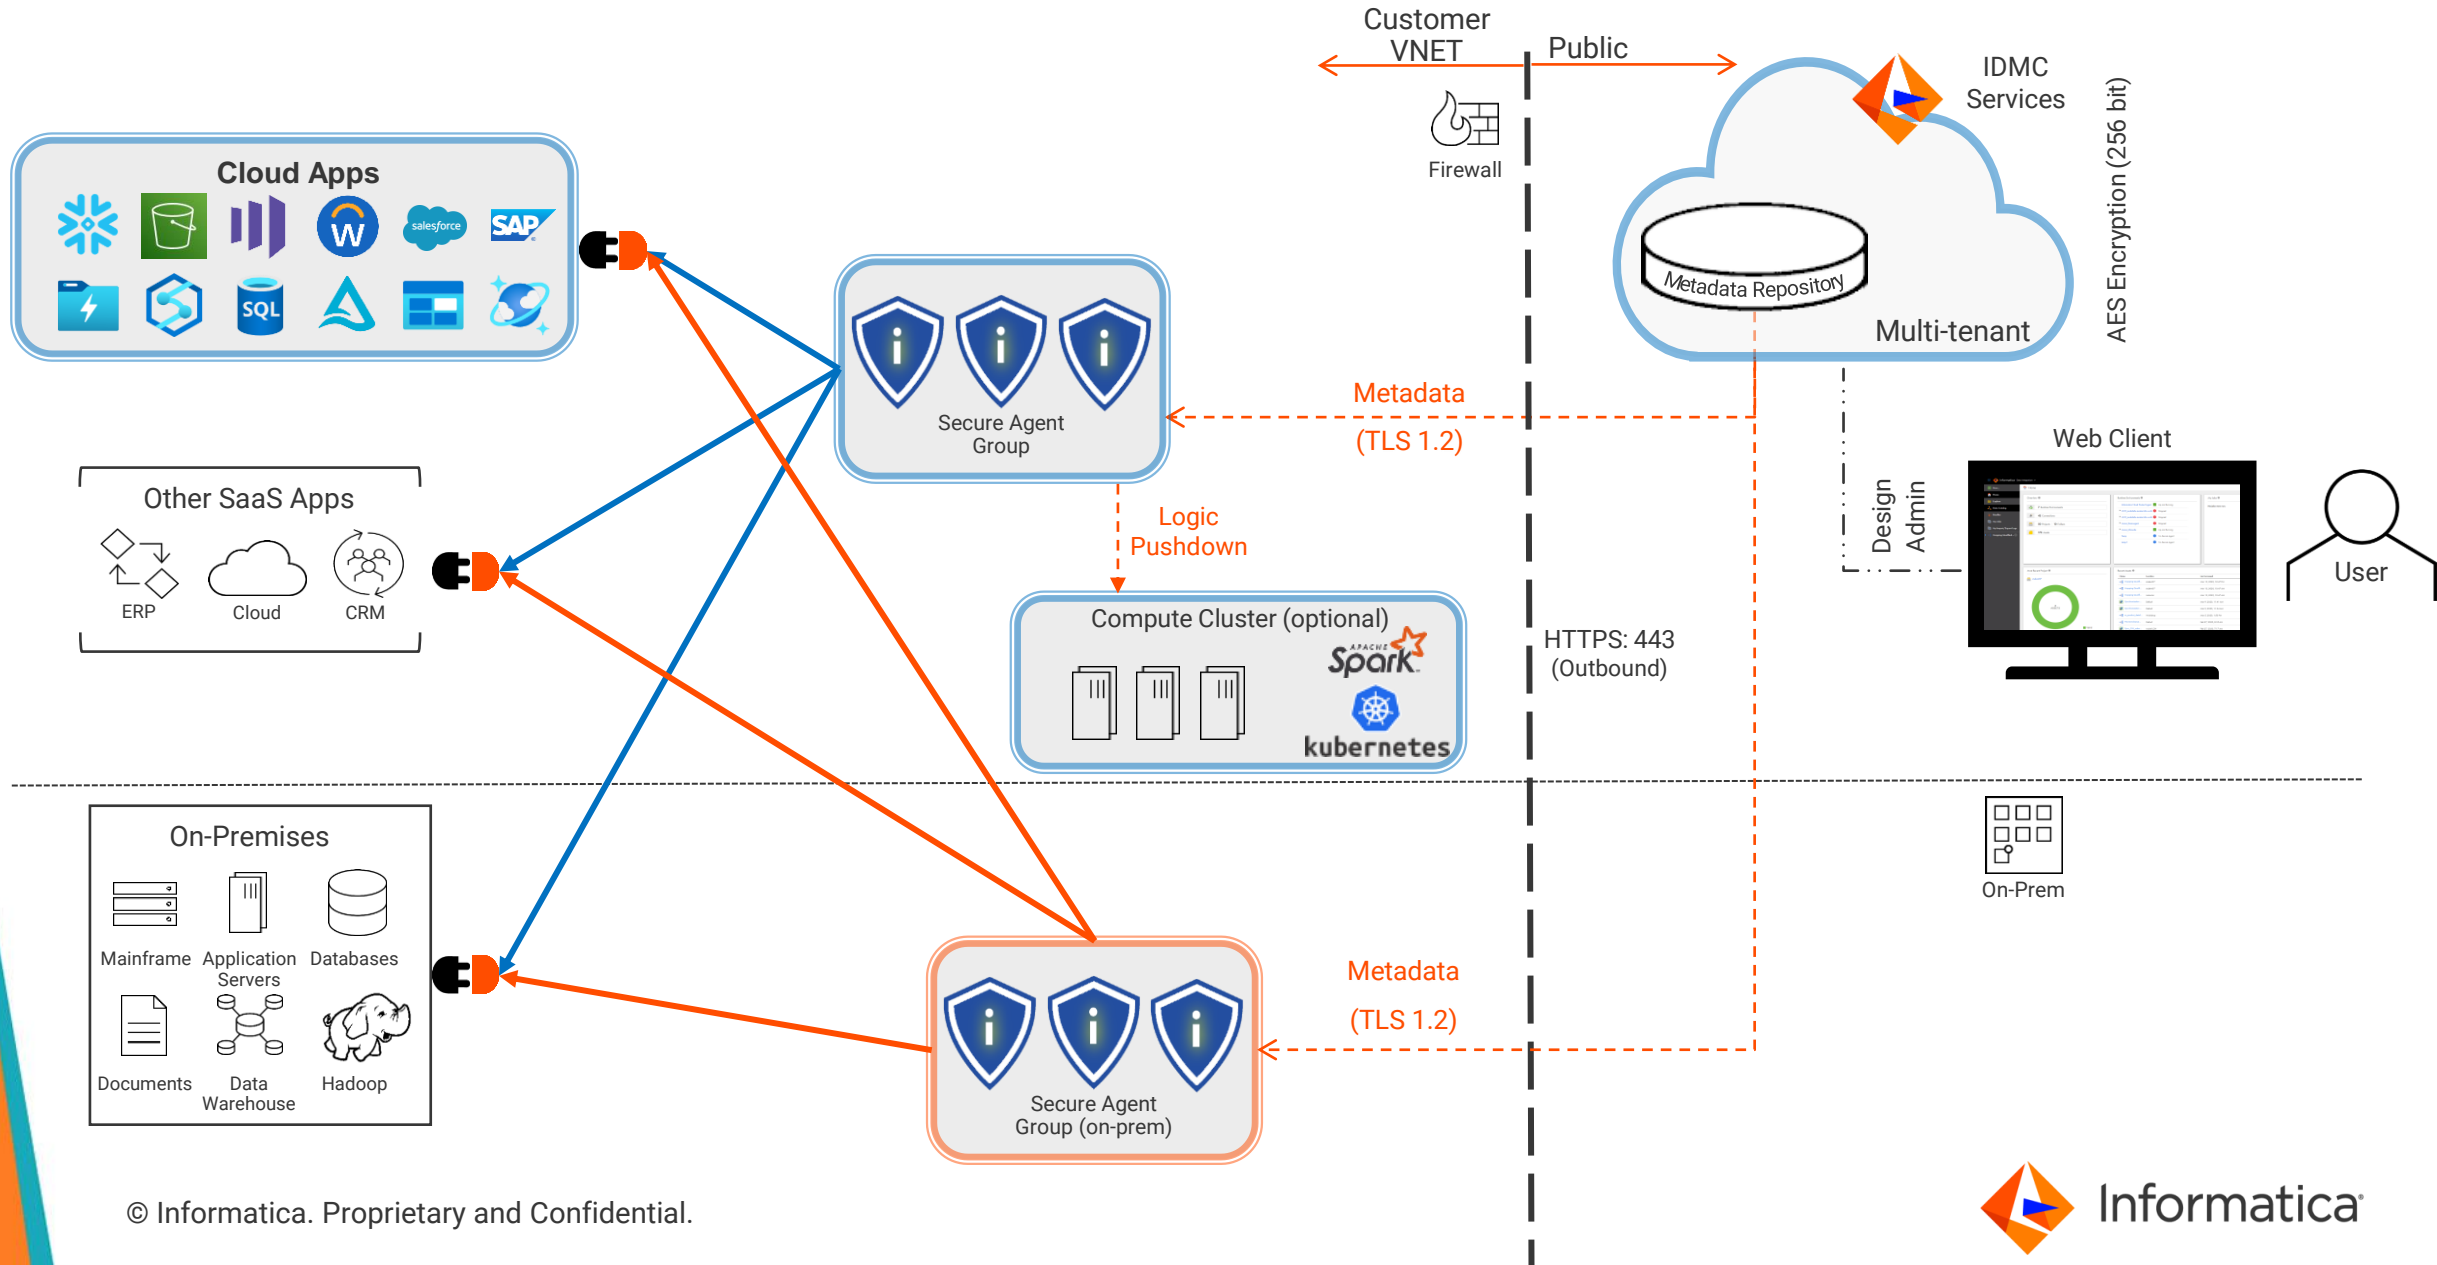 Customer
VNET
Public
Firewall
IDMC
Services
AES Encryption (256 bit)
Metadata Repository
Multi-tenant
Cloud Apps
W
salesforce
SAP
SQL
Secure Agent
Group
Metadata
(TLS 1.2)
Logic
Pushdown
Other SaaS Apps
ERP
Cloud
CRM
Compute Cluster (optional)
APACHE
Spark
kubernetes
HTTPS: 443
(Outbound)
Design
Admin
Web Client
User
On-Premises
Mainframe
Application
Servers
Databases
Documents
Data
Warehouse
Hadoop
Secure Agent
Group (on-prem)
Metadata
(TLS 1.2)
On-Prem
© Informatica. Proprietary and Confidential.
Informatica